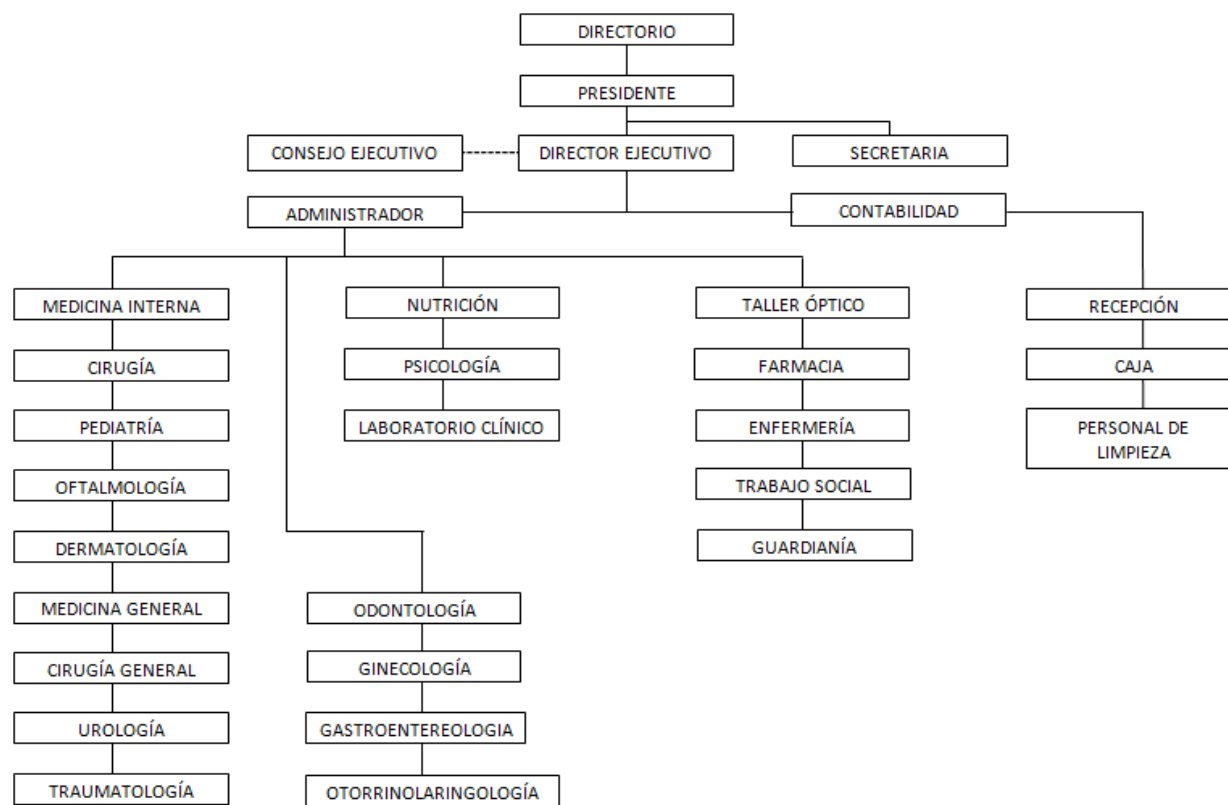 DIRECTORIO
PRESIDENTE
CONSEJO EJECUTIVO
DIRECTOR EJECUTIVO
SECRETARIA
ADMINISTRADOR
CONTABILIDAD
MEDICINA INTERNA
NUTRICIÓN
TALLER ÓPTICO
RECEPCIÓN
CIRUGÍA
PSICOLOGÍA
FARMACIA
CAJA
PEDIATRÍA
LABORATORIO CLÍNICO
ENFERMERÍA
PERSONAL DE
LIMPIEZA
OFTALMOLOGÍA
TRABAJO SOCIAL
DERMATOLOGÍA
GUARDIANÍA
MEDICINA GENERAL
ODONTOLOGÍA
CIRUGÍA GENERAL
GINECOLOGÍA
UROLOGÍA
GASTROENTEREOLOGIA
TRAUMATOLOGÍA
OTORRINOLARINGOLOGÍA